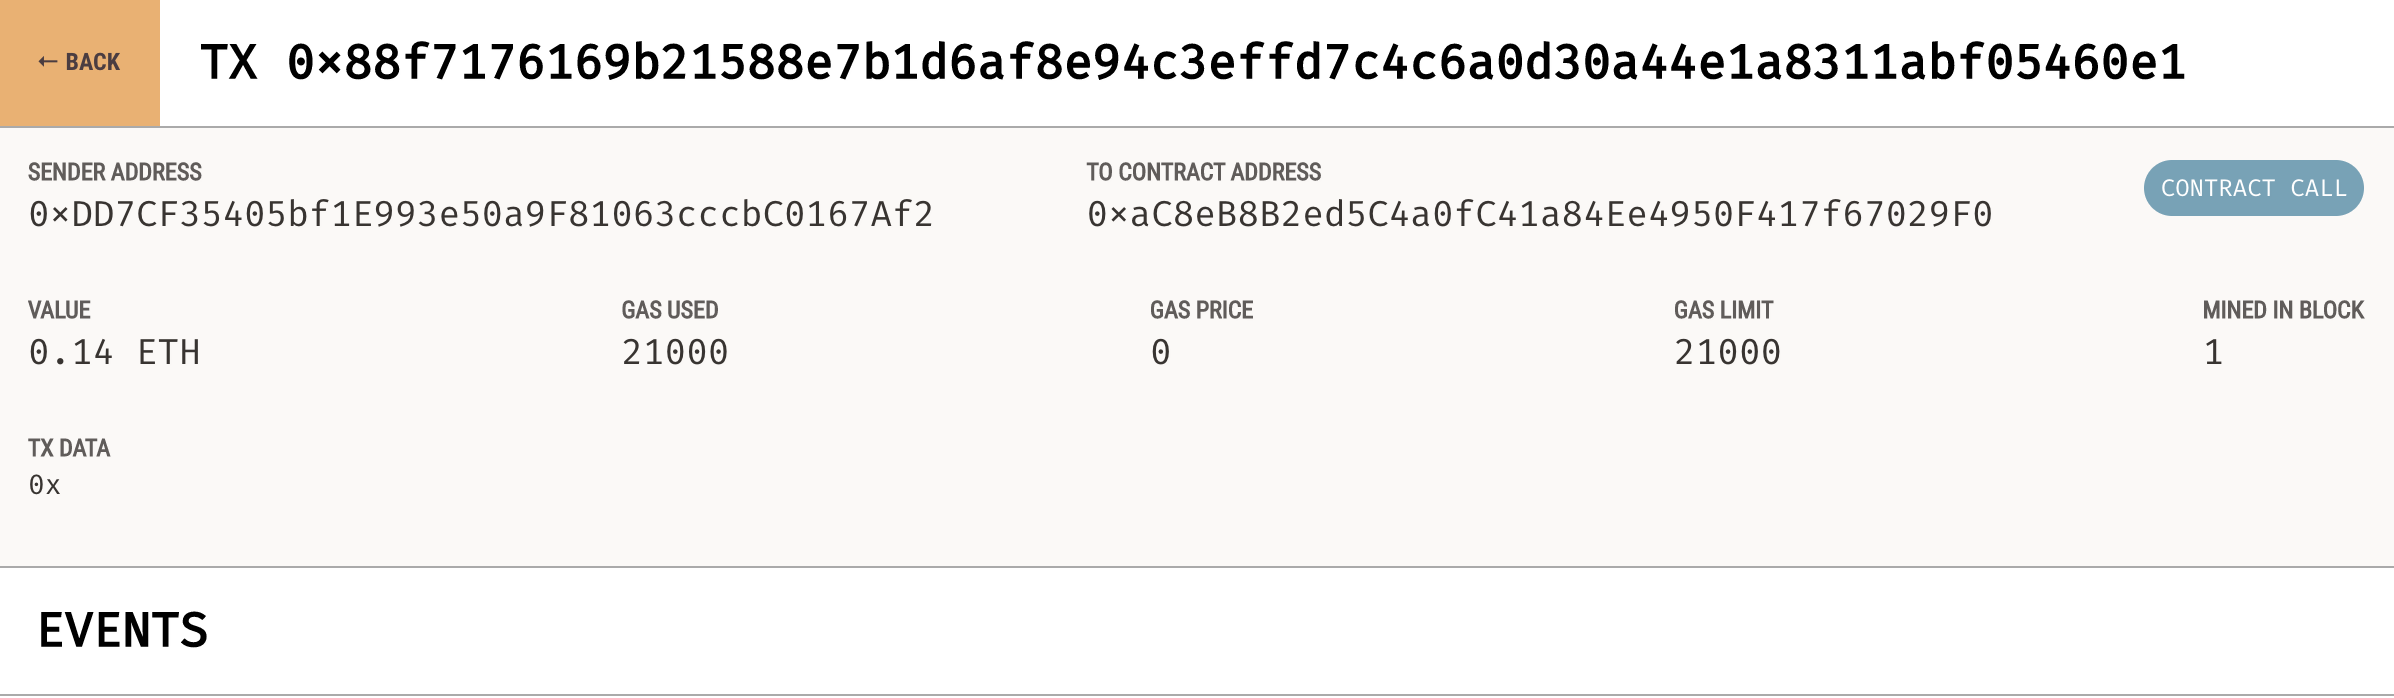 ← BACK
TX 0x88f7176169b21588e7b1d6af8e94c3effd7c4c6a0d30a44e1a8311abf05460e1
SENDER ADDRESS
0xDD7CF35405bf1E993e50a9F81063cccbC0167Af2
TO CONTRACT ADDRESS
0xaC8eB8B2ed5C4a0fC41a84Ee4950F417f67029F0
CONTRACT CALL
VALUE
0.14 ETH
GAS USED
21000
GAS PRICE
0
GAS LIMIT
21000
MINED IN BLOCK
1
TX DATA
0x
EVENTS